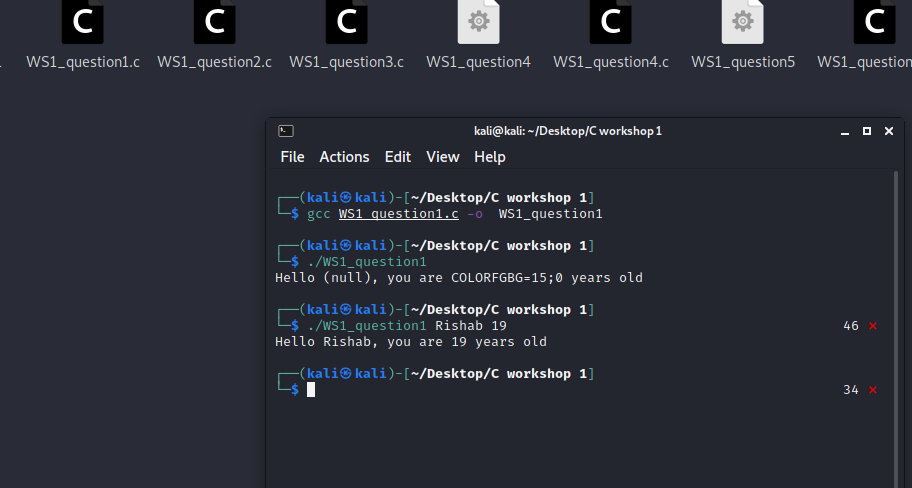 C C C C C
WS1_question1.c WS1_question2.c WS1_question3.c WS1_question4 WS1_question4.c WS1_question5 WS1_question
kali@kali: ~/Desktop/C workshop 1
File Actions Edit View Help
┌──(kali㉿kali)-[~/Desktop/C workshop 1]
└─$ gcc WS1_question1.c -o  WS1_question1
┌──(kali㉿kali)-[~/Desktop/C workshop 1]
└─$ ./WS1_question1
Hello (null), you are COLORFGBG=15;0 years old
┌──(kali㉿kali)-[~/Desktop/C workshop 1]
└─$ ./WS1_question1 Rishab 19 46 ⨯
Hello Rishab, you are 19 years old
┌──(kali㉿kali)-[~/Desktop/C workshop 1]
└─$ 34 ⨯